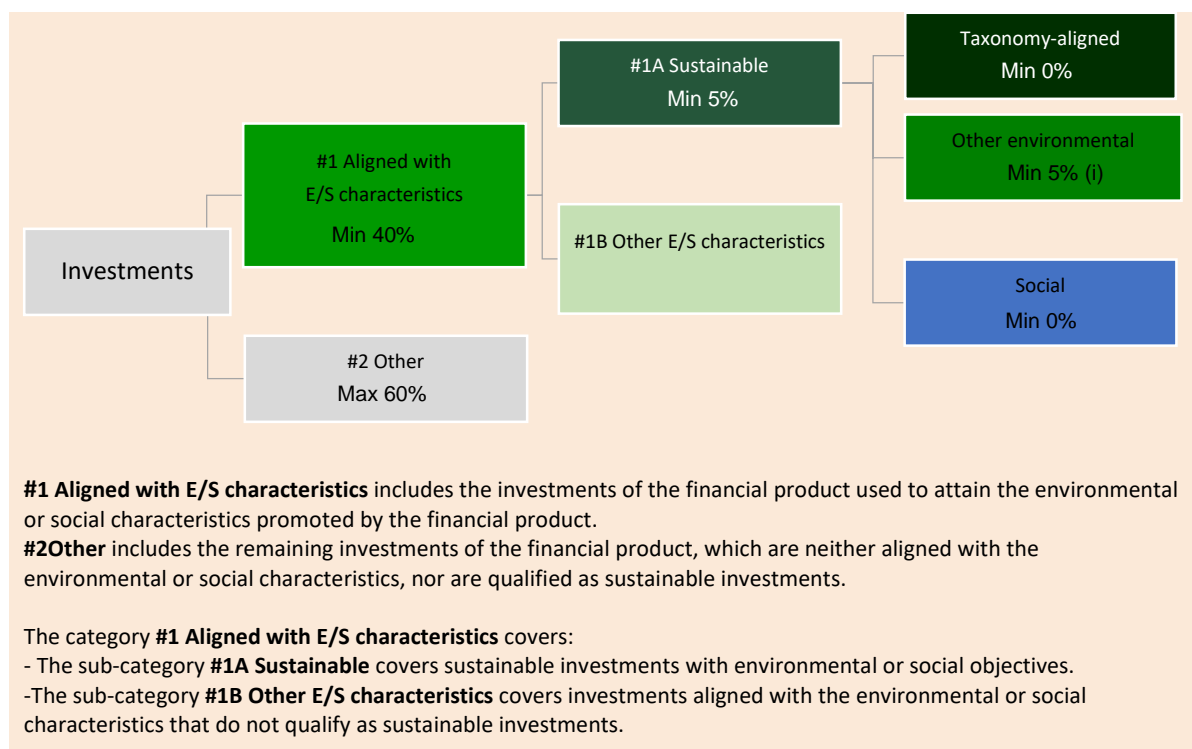 Taxonomy-aligned
Min 0%
#1A Sustainable
Min 5%
Other environmental
Min 5% (i)
#1 Aligned with
E/S characteristics
Min 40%
#1B Other E/S characteristics
Investments
Social
Min 0%
#2 Other
Max 60%
#1 Aligned with E/S characteristics includes the investments of the financial product used to attain the environmental
or social characteristics promoted by the financial product.
#2Other includes the remaining investments of the financial product, which are neither aligned with the
environmental or social characteristics, nor are qualified as sustainable investments.
The category #1 Aligned with E/S characteristics covers:
- The sub-category #1A Sustainable covers sustainable investments with environmental or social objectives.
-The sub-category #1B Other E/S characteristics covers investments aligned with the environmental or social
characteristics that do not qualify as sustainable investments.